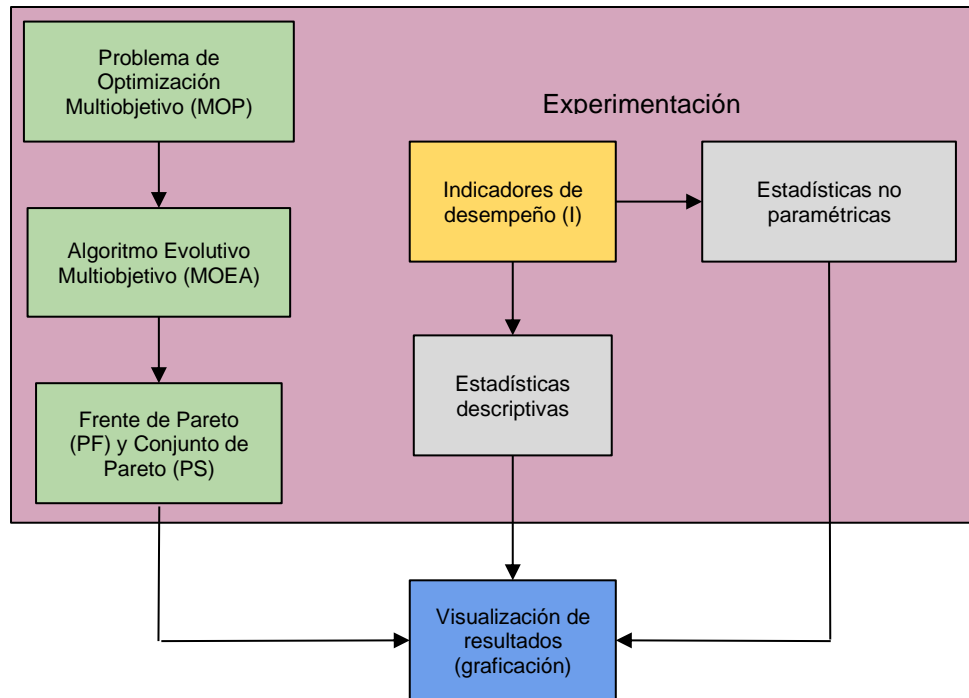 Problema de
Optimización
Multiobjetivo (MOP)
Experimentación
Indicadores de
desempeño (I)
Estadísticas no
paramétricas
Algoritmo Evolutivo
Multiobjetivo (MOEA)
Estadísticas
descriptivas
Frente de Pareto
(PF) y Conjunto de
Pareto (PS)
Visualización de
resultados
(graficación)